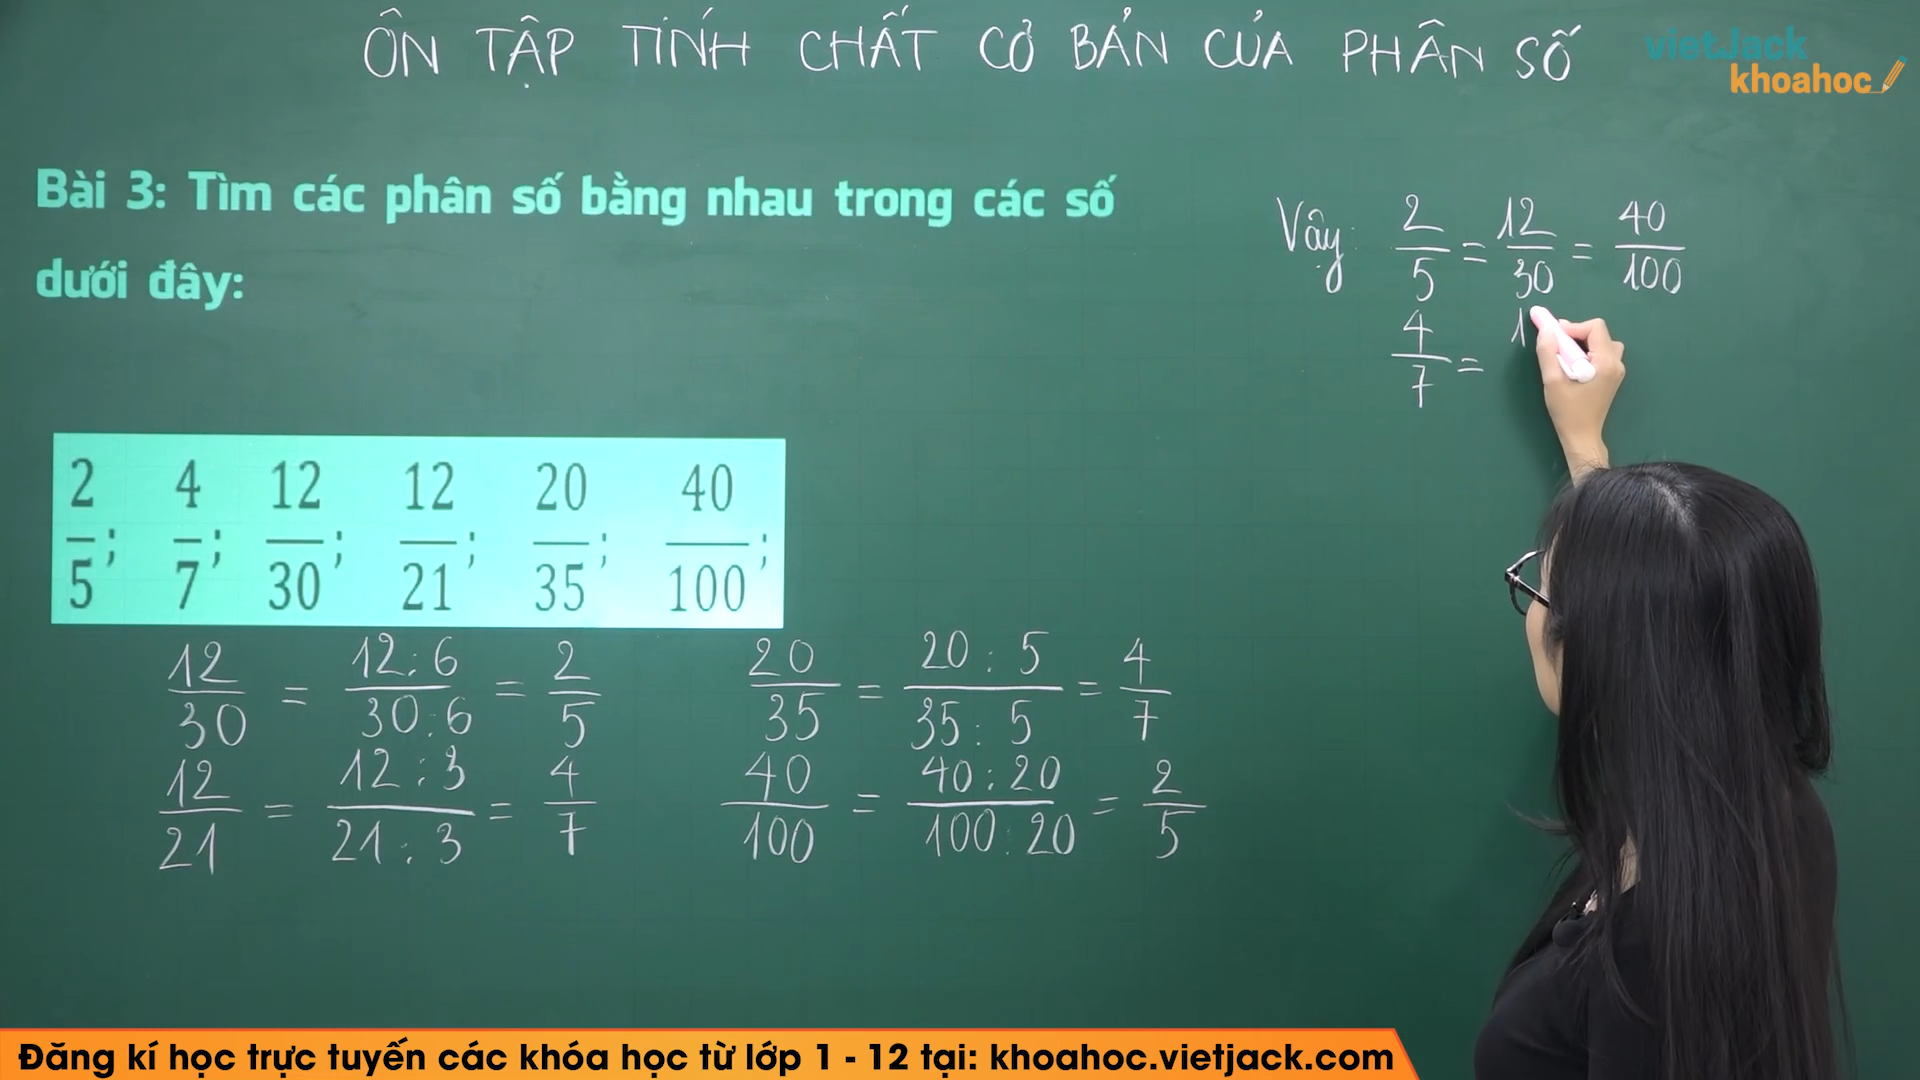 ÔN TẬP TÍNH CHẤT CƠ BẢN CỦA PHÂN SỐ
vietJack
khoahoc
Bài 3: Tìm các phân số bằng nhau trong các số
dưới đây:
2/5; 4/7; 12/30; 12/21; 20/35; 40/100;
12/30 = 12:6/30:6 = 2/5
12/21 = 12:3/21:3 = 4/7
20/35 = 20:5/35:5 = 4/7
40/100 = 40:20/100:20 = 2/5
Vậy: 2/5 = 12/30 = 40/100
4/7 = 1
Đăng kí học trực tuyến các khóa học từ lớp 1 - 12 tại: khoahoc.vietjack.com